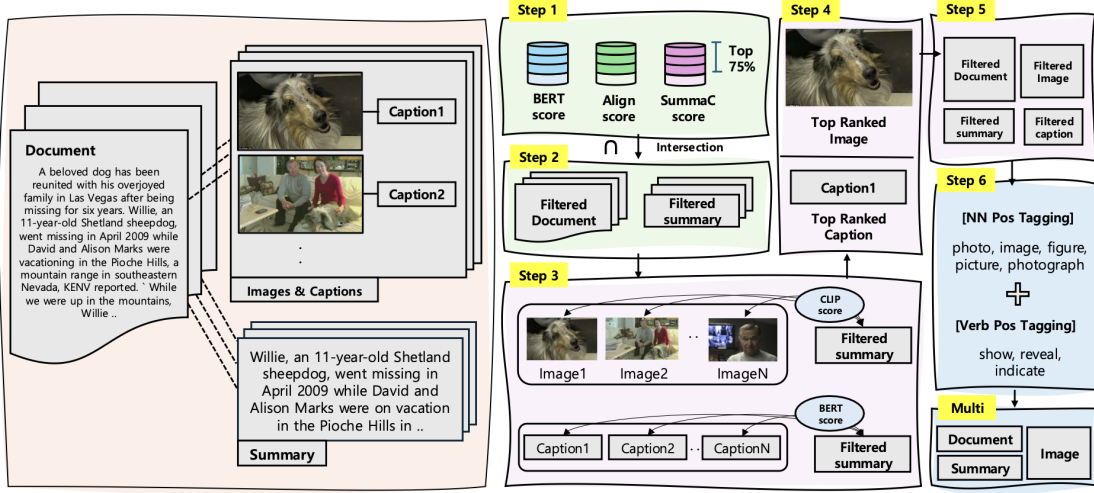 Document
A beloved dog has been
reunited with his overjoyed
family in Las Vegas after being
missing for six years. Willie, an
11-year-old Shetland sheepdog,
went missing in April 2009 while
David and Alison Marks were
vacationing in the Pioche Hills, a
mountain range in southeastern
Nevada, KENV reported. ` While
we were up in the mountains,
Willie ..
Caption1
Caption2
.
.
Images & Captions
Willie, an 11-year-old Shetland
sheepdog, went missing in
April 2009 while David and
Alison Marks were on vacation
in the Pioche Hills in ..
Summary
Step 1
BERT
score
Align
score
SummaC
score
Top
75%
∩
Intersection
Step 2
Filtered
Document
Filtered
summary
Step 3
CLIP
score
Image1
Image2
..
ImageN
Filtered
summary
BERT
score
Caption1
Caption2
..
CaptionN
Filtered
summary
Step 4
Top Ranked
Image
Caption1
Top Ranked
Caption
Step 5
Filtered
Document
Filtered
Image
Filtered
summary
Filtered
caption
Step 6
[NN Pos Tagging]
photo, image, figure,
picture, photograph
[Verb Pos Tagging]
show, reveal,
indicate
Multi
Document
Summary
Image